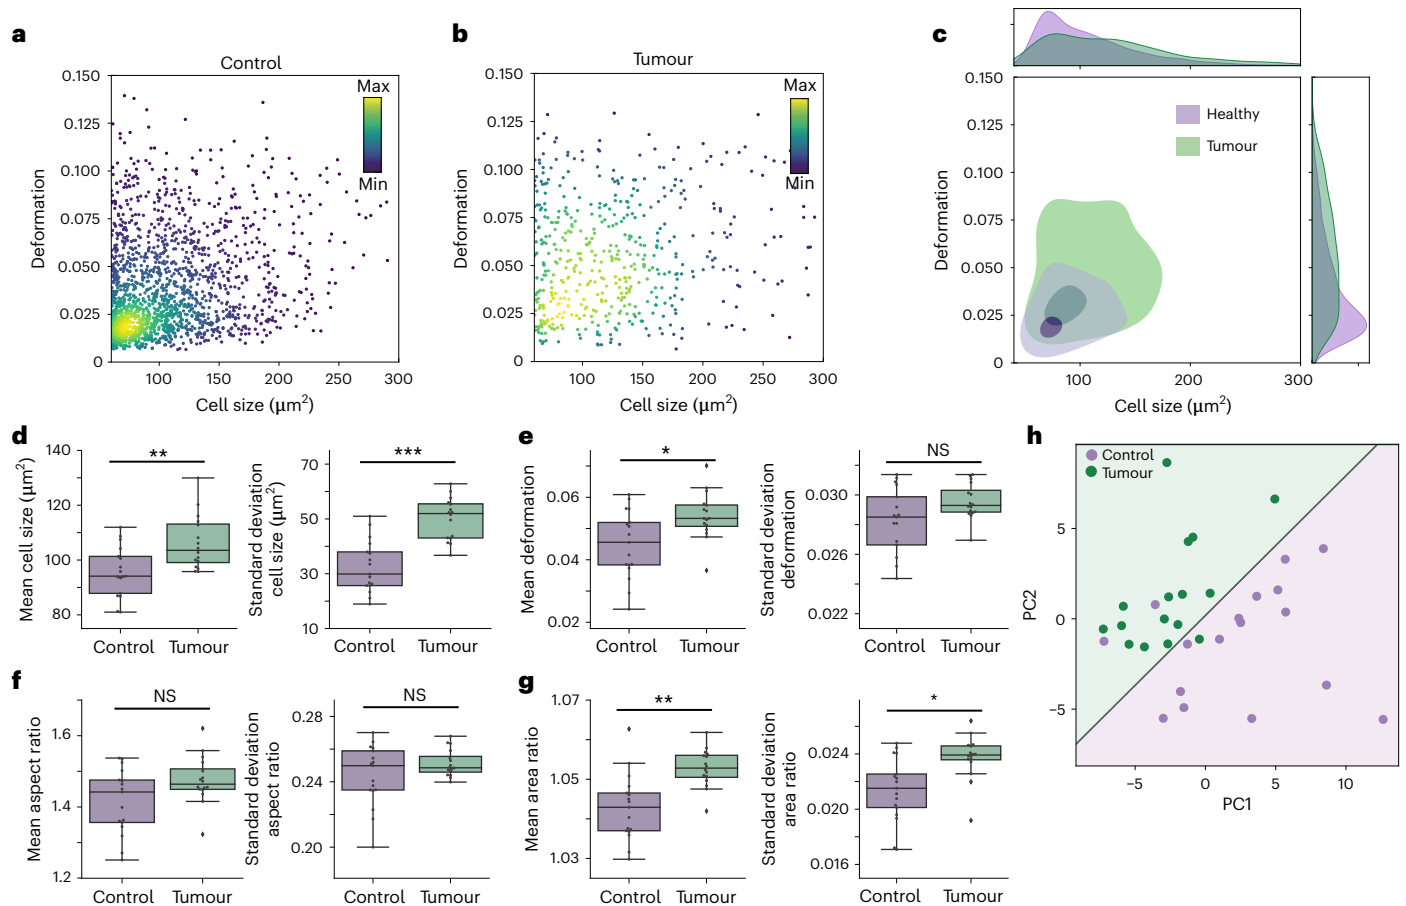 a
Control
Max
Min
0.150
0.125
0.100
0.075
0.050
0.025
0
Deformation
100
150
200
250
300
Cell size (µm²)
b
Tumour
Max
Min
0.150
0.125
0.100
0.075
0.050
0.025
0
Deformation
100
150
200
250
300
Cell size (µm²)
c
Healthy
Tumour
0.150
0.125
0.100
0.075
0.050
0.025
0
Deformation
100
200
300
Cell size (µm²)
d
**
140
120
100
80
Mean cell size (µm²)
Control
Tumour
***
70
50
30
10
Standard deviation
cell size (µm²)
Control
Tumour
e
*
0.06
0.04
0.02
Mean deformation
Control
Tumour
NS
0.030
0.026
0.022
Standard deviation
deformation
Control
Tumour
f
NS
1.6
1.4
1.2
Mean aspect ratio
Control
Tumour
NS
0.28
0.24
0.20
Standard deviation
aspect ratio
Control
Tumour
g
**
1.07
1.05
1.03
Mean area ratio
Control
Tumour
*
0.024
0.020
0.016
Standard deviation
area ratio
Control
Tumour
h
Control
Tumour
5
0
−5
PC2
−5
0
5
10
PC1